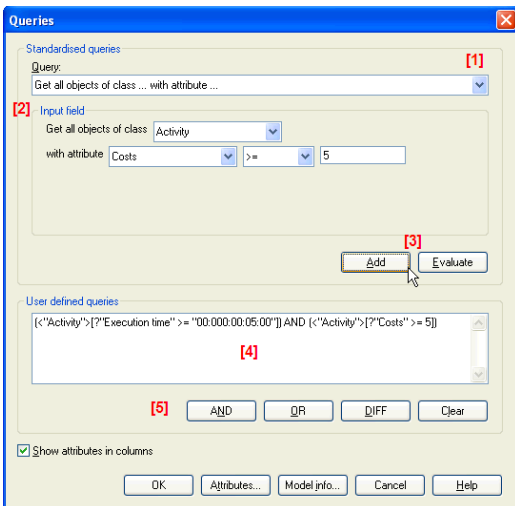 Queries
Standardised queries
[1]
Query:
Get all objects of class ... with attribute ...
[2] Input field
Get all objects of class Activity
with attribute Costs >= 5
[3]
Add Evaluate
User defined queries
(<"Activity">[?"Execution time" >= "00:000:00:05:00"]) AND (<"Activity">[?"Costs" >= 5])
[4]
[5] AND OR DIFF Clear
Show attributes in columns
OK Attributes... Model info... Cancel Help